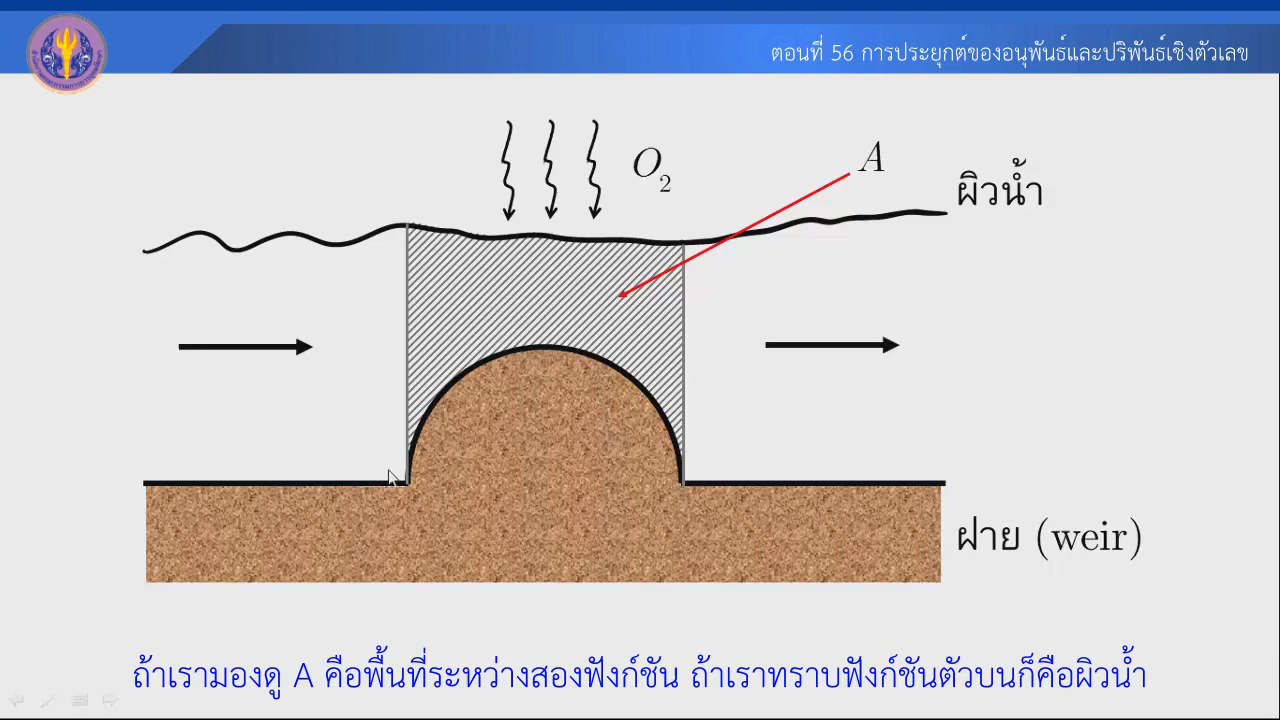 ตอนที่ 56 การประยุกต์ของอนุพันธ์และปริพันธ์เชิงตัวเลข
O2
A
ผิวน้ำ
ฝาย (weir)
ถ้าเรามองดู A คือพื้นที่ระหว่างสองฟังก์ชัน ถ้าเราทราบฟังก์ชันตัวบนก็คือผิวน้ำ